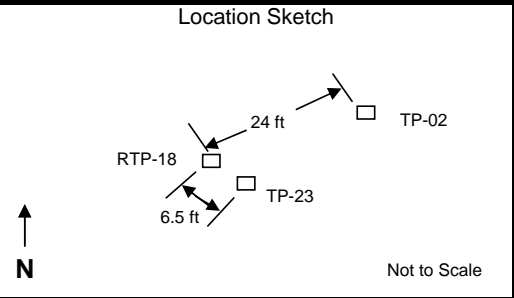 Location Sketch
24 ft
TP-02
RTP-18
TP-23
6.5 ft
N
Not to Scale